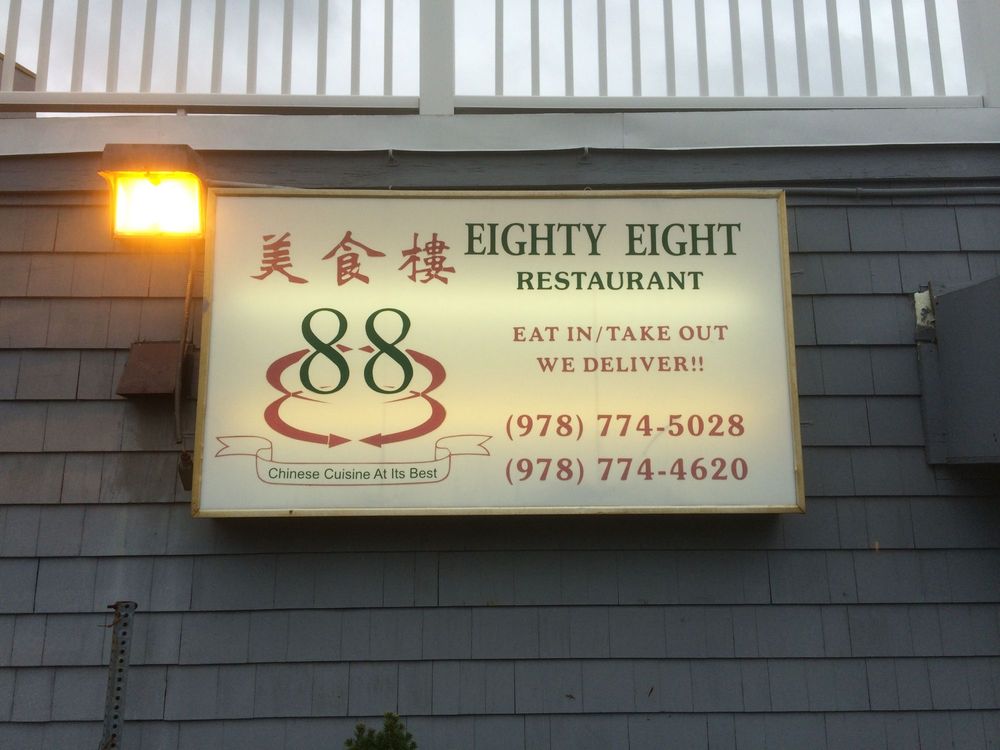 美食樓
EIGHTY EIGHT
RESTAURANT
88
Chinese Cuisine At Its Best
EAT IN/TAKE OUT
WE DELIVER!!
(978) 774-5028
(978) 774-4620